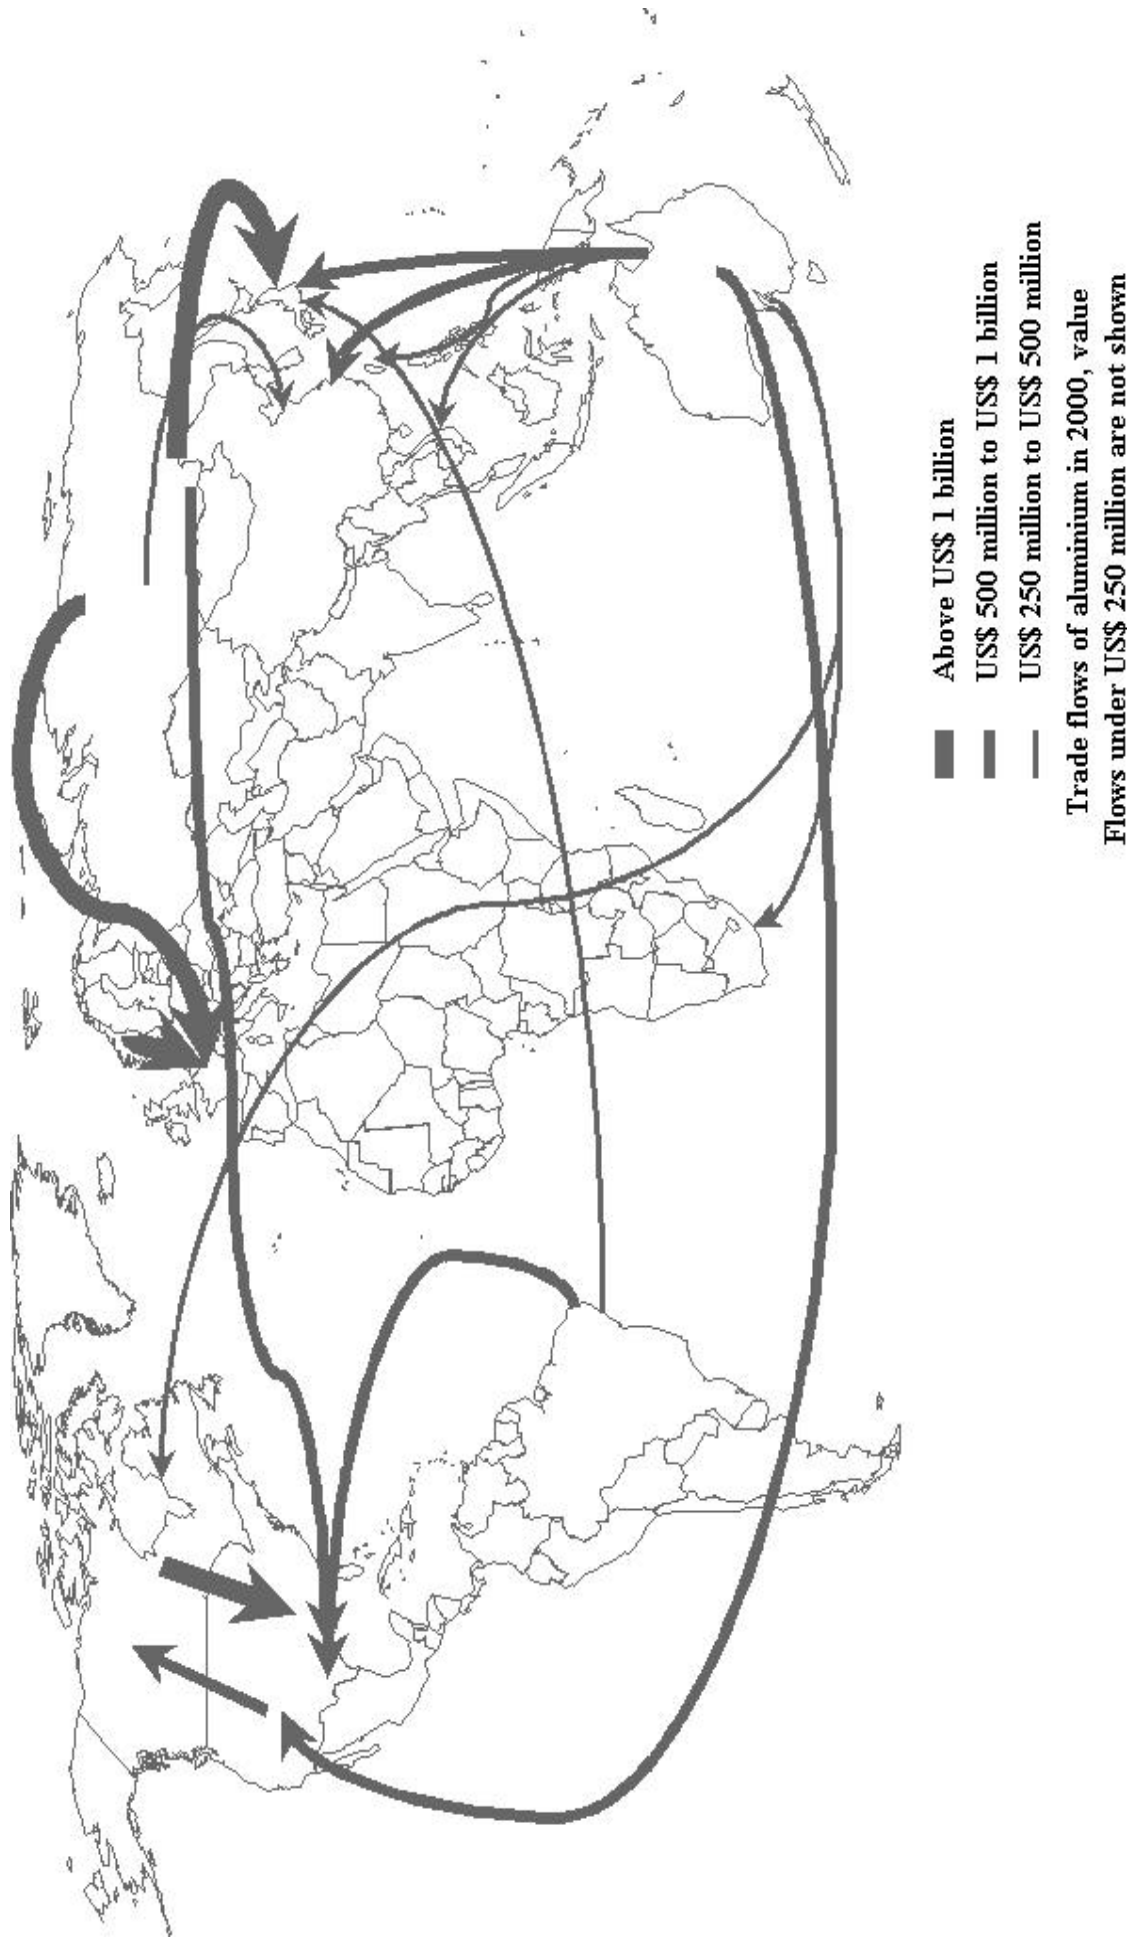 Above US$ 1 billion
US$ 500 million to US$ 1 billion
US$ 250 million to US$ 500 million
Trade flows of aluminium in 2000, value
Flows under US$ 250 million are not shown